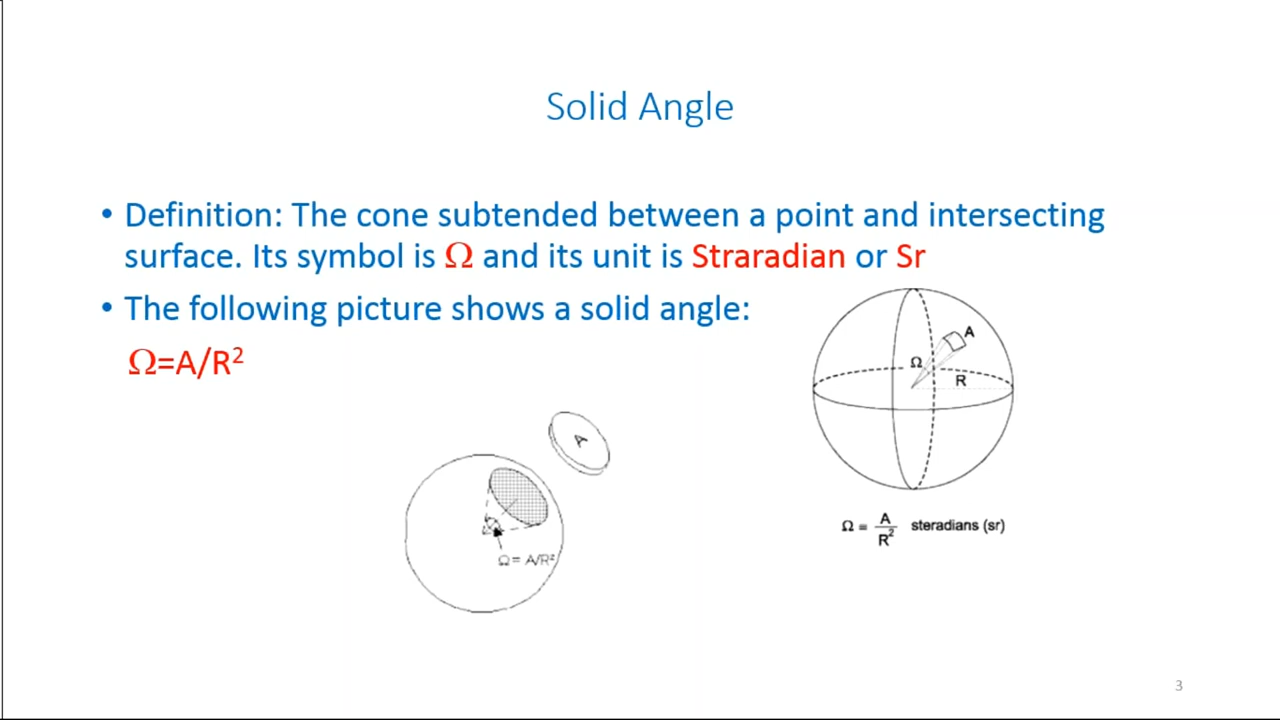 Solid Angle
• Definition: The cone subtended between a point and intersecting
surface. Its symbol is Ω and its unit is Straradian or Sr
• The following picture shows a solid angle:
Ω=A/R²
A
Ω
R
A
Ω = A/R²
Ω = A/R² steradians (sr)
3